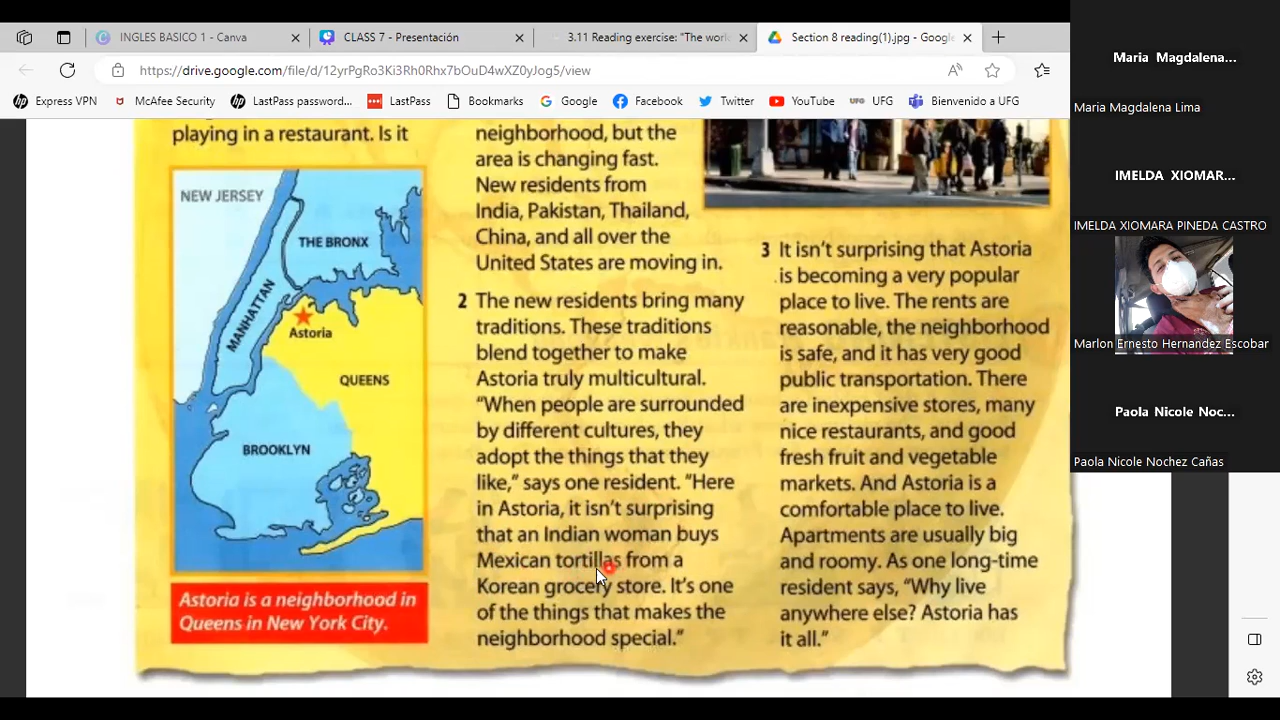 INGLES BASICO 1 - Canva
CLASS 7 - Presentación
3.11 Reading exercise: "The worl
Section 8 reading(1).jpg - Google
https://drive.google.com/file/d/12yrPgRo3Ki3Rh0Rhx7bOuD4wXZ0yJog5/view
Express VPN
McAfee Security
LastPass password...
LastPass
Bookmarks
Google
Facebook
Twitter
YouTube
UFG
Bienvenido a UFG
playing in a restaurant. Is it
NEW JERSEY
THE BRONX
MANHATTAN
Astoria
QUEENS
BROOKLYN
Astoria is a neighborhood in
Queens in New York City.
neighborhood, but the
area is changing fast.
New residents from
India, Pakistan, Thailand,
China, and all over the
United States are moving in.
2 The new residents bring many
traditions. These traditions
blend together to make
Astoria truly multicultural.
“When people are surrounded
by different cultures, they
adopt the things that they
like,” says one resident. “Here
in Astoria, it isn’t surprising
that an Indian woman buys
Mexican tortillas from a
Korean grocery store. It’s one
of the things that makes the
neighborhood special.”
3 It isn’t surprising that Astoria
is becoming a very popular
place to live. The rents are
reasonable, the neighborhood
is safe, and it has very good
public transportation. There
are inexpensive stores, many
nice restaurants, and good
fresh fruit and vegetable
markets. And Astoria is a
comfortable place to live.
Apartments are usually big
and roomy. As one long-time
resident says, “Why live
anywhere else? Astoria has
it all.”
Maria Magdalena...
Maria Magdalena Lima
IMELDA XIOMAR...
IMELDA XIOMARA PINEDA CASTRO
Marlon Ernesto Hernandez Escobar
Paola Nicole Noc...
Paola Nicole Nochez Cañas